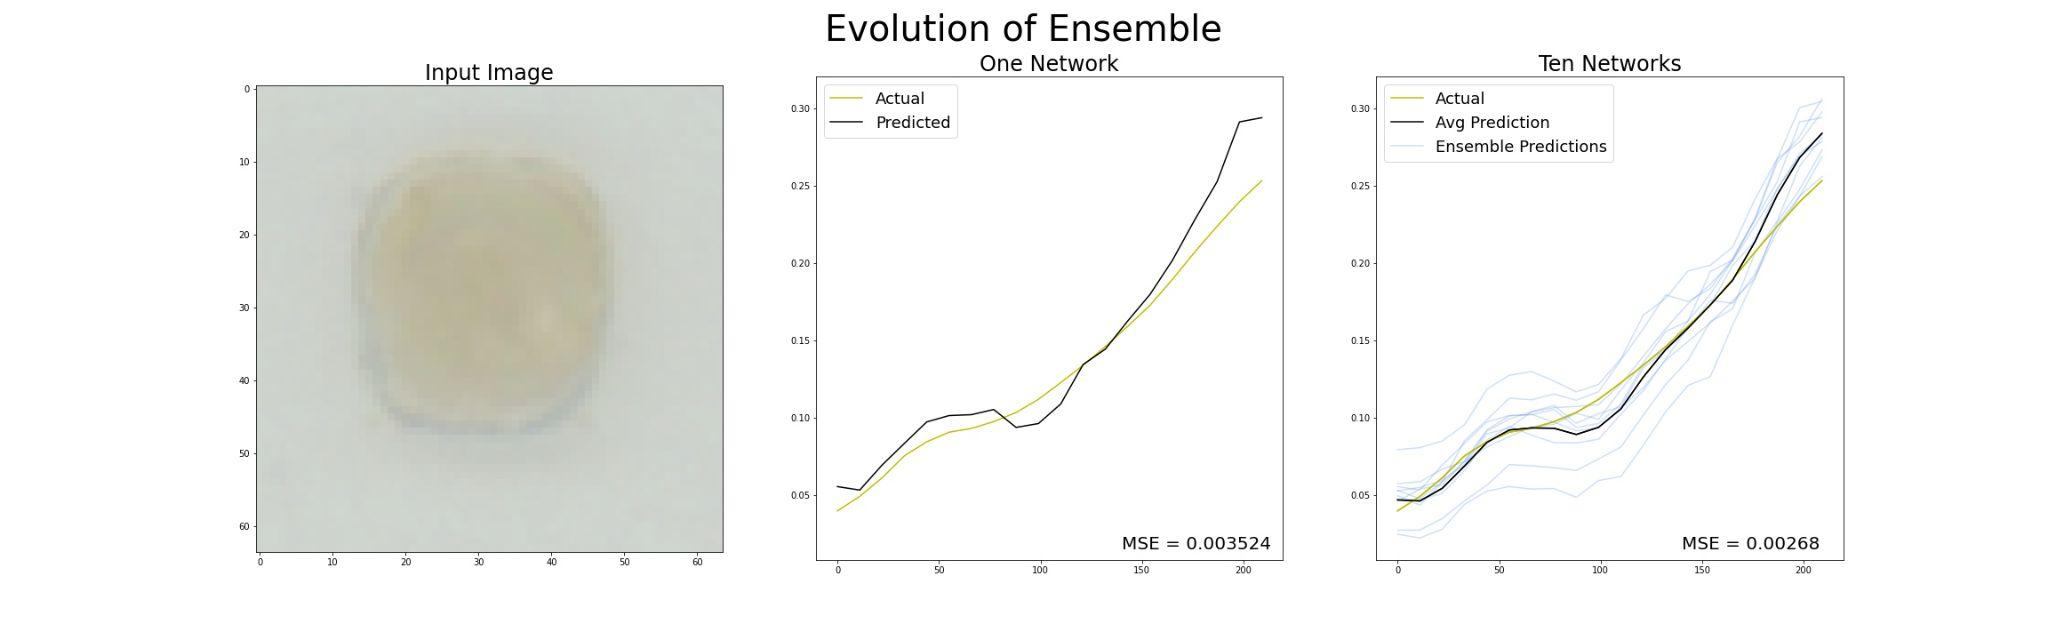 Evolution of Ensemble
Input Image
0
10
20
30
40
50
60
0 10 20 30 40 50 60
One Network
Actual
Predicted
0.30
0.25
0.20
0.15
0.10
0.05
MSE = 0.003524
0 50 100 150 200
Ten Networks
Actual
Avg Prediction
Ensemble Predictions
0.30
0.25
0.20
0.15
0.10
0.05
MSE = 0.00268
0 50 100 150 200